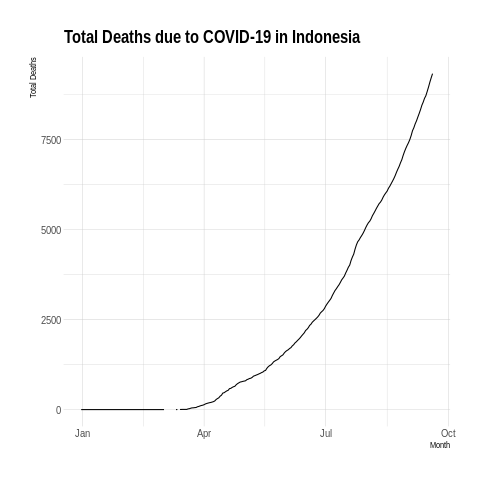 Total Deaths due to COVID-19 in Indonesia
Total Deaths
7500
5000
2500
0
Jan Apr Jul Oct
Month